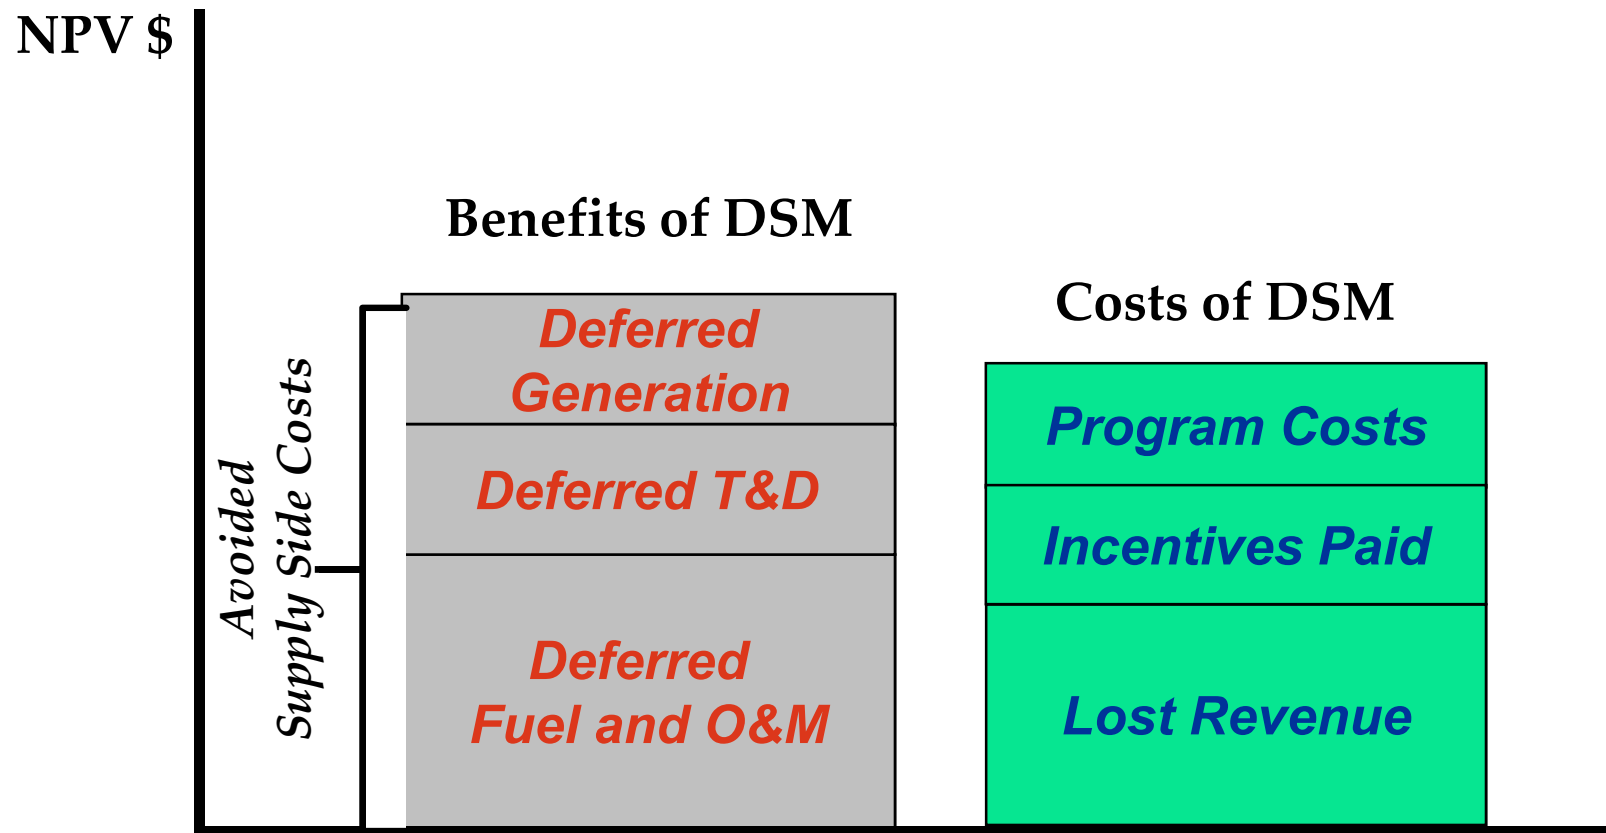 NPV $
Benefits of DSM
Costs of DSM
Avoided
Supply Side Costs
Deferred
Generation
Deferred T&D
Deferred
Fuel and O&M
Program Costs
Incentives Paid
Lost Revenue